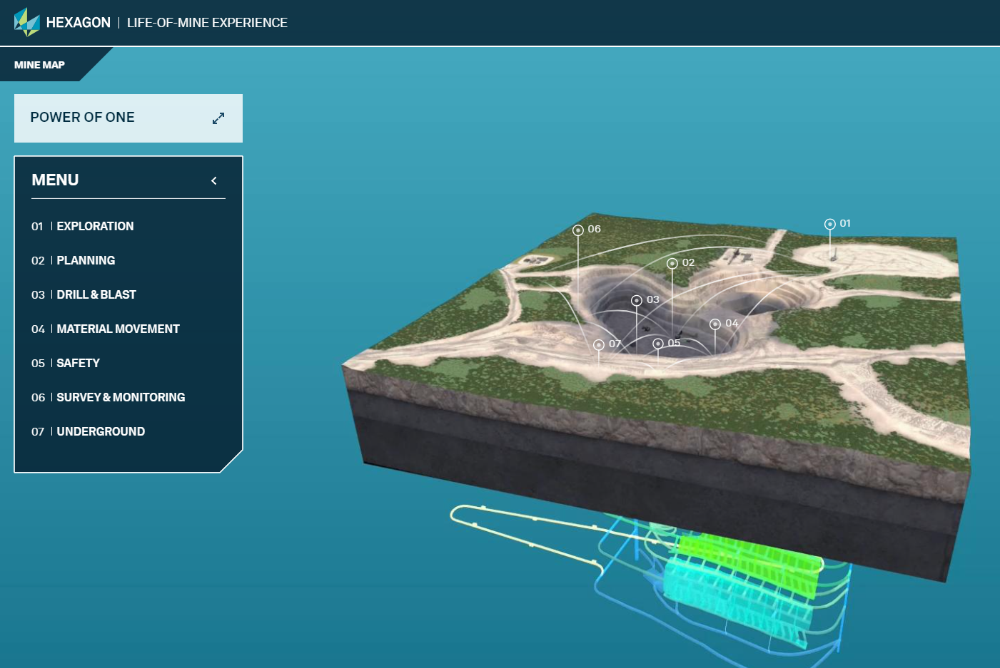 HEXAGON | LIFE-OF-MINE EXPERIENCE
MINE MAP
POWER OF ONE
MENU
01 | EXPLORATION
02 | PLANNING
03 | DRILL & BLAST
04 | MATERIAL MOVEMENT
05 | SAFETY
06 | SURVEY & MONITORING
07 | UNDERGROUND
01
06
02
03
04
05
07